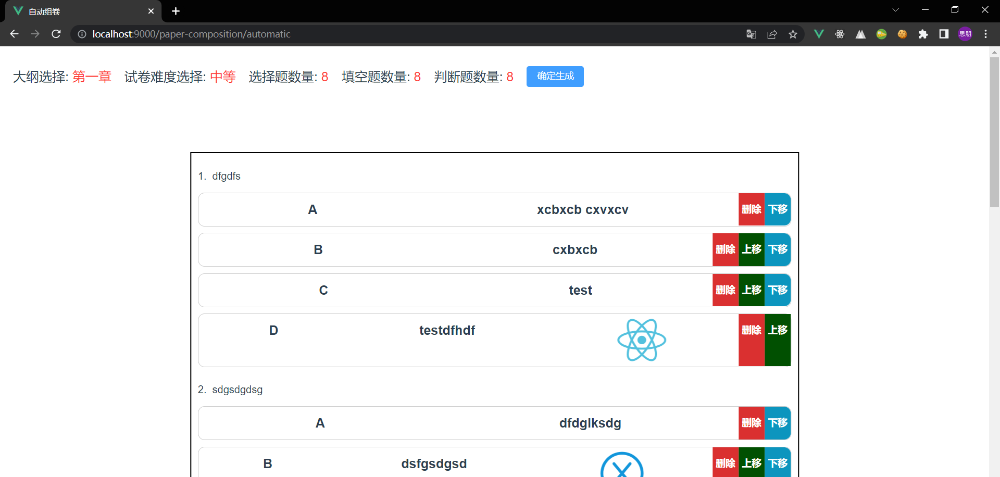 自动组卷
localhost:9000/paper-composition/automatic
思朋
大纲选择: 第一章 试卷难度选择: 中等 选择题数量: 8 填空题数量: 8 判断题数量: 8 确定生成
1. dfgdfs
A xcbxcb cxvxcv 删除 下移
B cxbxcb 删除 上移 下移
C test 删除 上移 下移
D testdfhdf 删除 上移
2. sdgsdgdsg
A dfdglksdg 删除 下移
B dsfgsdgsd 删除 上移 下移